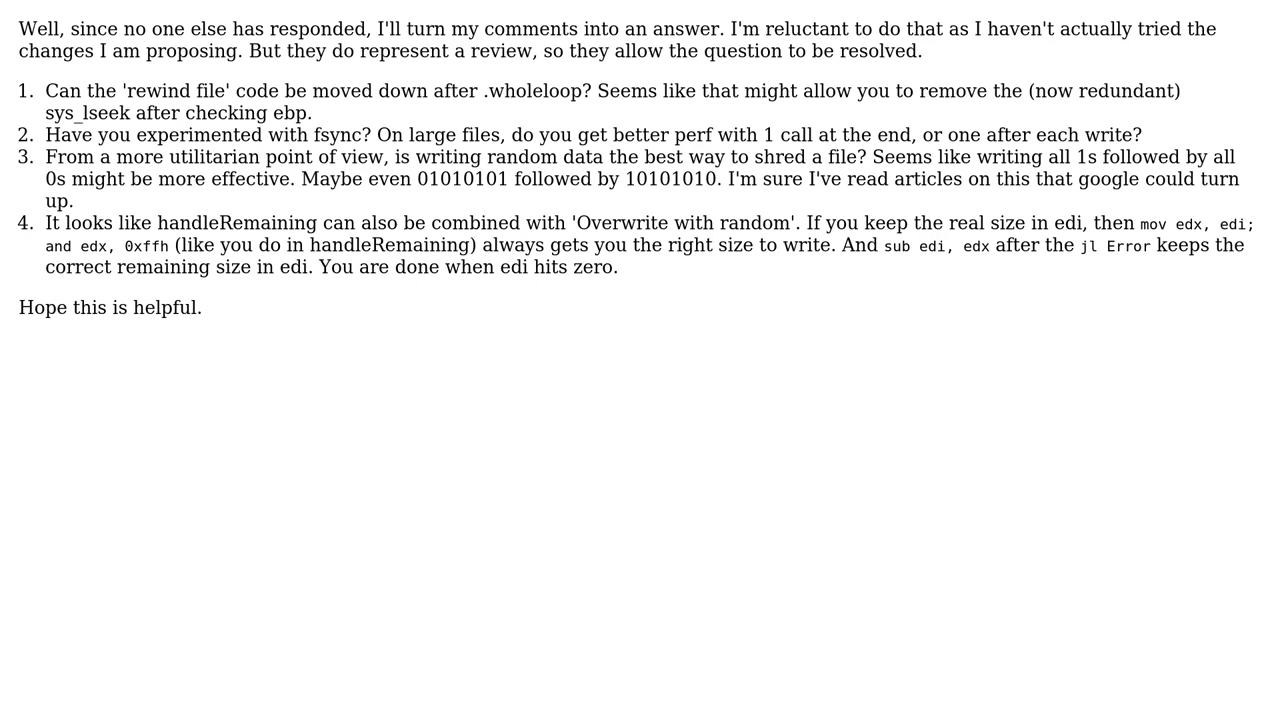 Well, since no one else has responded, I'll turn my comments into an answer. I'm reluctant to do that as I haven't actually tried the
changes I am proposing. But they do represent a review, so they allow the question to be resolved.
1. Can the 'rewind file' code be moved down after .wholeloop? Seems like that might allow you to remove the (now redundant)
sys_lseek after checking ebp.
2. Have you experimented with fsync? On large files, do you get better perf with 1 call at the end, or one after each write?
3. From a more utilitarian point of view, is writing random data the best way to shred a file? Seems like writing all 1s followed by all
0s might be more effective. Maybe even 01010101 followed by 10101010. I'm sure I've read articles on this that google could turn
up.
4. It looks like handleRemaining can also be combined with 'Overwrite with random'. If you keep the real size in edi, then mov edx, edi;
and edx, 0xffh (like you do in handleRemaining) always gets you the right size to write. And sub edi, edx after the jl Error keeps the
correct remaining size in edi. You are done when edi hits zero.
Hope this is helpful.